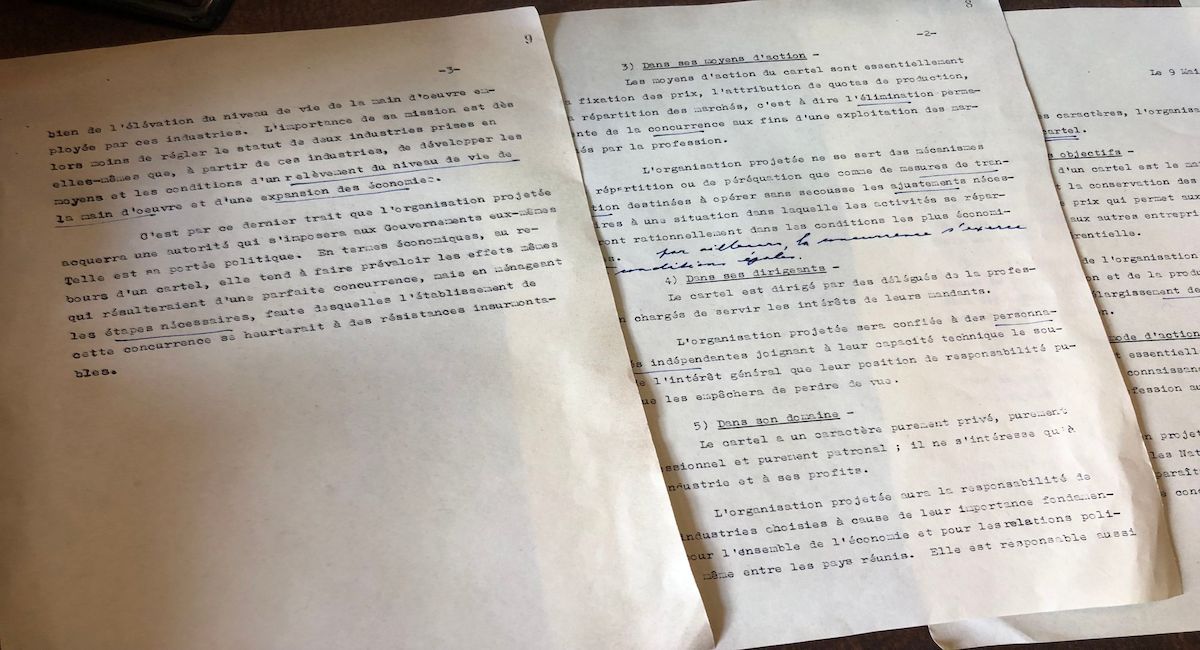 9
-3-
bien de l'élévation du niveau de vie de la main d'oeuvre em-
ployée par ces industries. L'importance de sa mission est dès
lors moins de régler le statut de deux industries prises en
elles-mêmes que, à partir de ces industries, de développer les
moyens et les conditions d'un relèvement du niveau de vie de
la main d'oeuvre et d'une expansion des économies.
C'est par ce dernier trait que l'organisation projetée
acquerra une autorité qui s'imposera aux Gouvernements eux-mêmes
Telle est sa portée politique. En termes économiques, au re-
bours d'un cartel, elle tend à faire prévaloir les effets mêmes
qui résulteraient d'une parfaite concurrence, mais en ménageant
les étapes nécessaires, faute desquelles l'établissement de
cette concurrence se heurterait à des résistances insurmonta-
bles.
8
-2-
3) Dans ses moyens d'action -
Les moyens d'action du cartel sont essentiellement
fixation des prix, l'attribution de quotas de production,
répartition des marchés, c'est à dire l'élimination perma-
nte de la concurrence aux fins d'une exploitation des mar-
és par la profession.
L'organisation projetée ne se sert des mécanismes
répartition ou de péréquation que comme de mesures de tran-
tion destinées à opérer sans secousse les ajustements néces-
ires à une situation dans laquelle les activités se répar-
ront rationnellement dans les conditions les plus économi-
s. par ailleurs, la concurrence s'exerce
conditions égales.
4) Dans ses dirigeants -
Le cartel est dirigé par des délégués de la profes-
n chargés de servir les intérêts de leurs mandants.
L'organisation projetée sera confiée à des personna-
és indépendantes joignant à leur capacité technique le sou-
e l'intérêt général que leur position de responsabilité pu-
ue les empêchera de perdre de vue.
5) Dans son domaine -
Le cartel a un caractère purement privé, purement
ssionnel et purement patronal ; il ne s'intéresse qu'à
ndustrie et à ses profits.
L'organisation projetée aura la responsabilité de
industries choisies à cause de leur importance fondamen-
our l'ensemble de l'économie et pour les relations poli-
même entre les pays réunis. Elle est responsable aussi
Le 9 Mai
s caractères, l'organis
cartel.
s objectifs -
d'un cartel est le ma
la conservation des
prix qui permet aux
aux autres entrepri
rentielle.
de l'organisation
on et de la produ
élargissement de
n.
mode d'action
t essentiell
connaissanc
fession au
n projet
les Nat
paraît
e conc